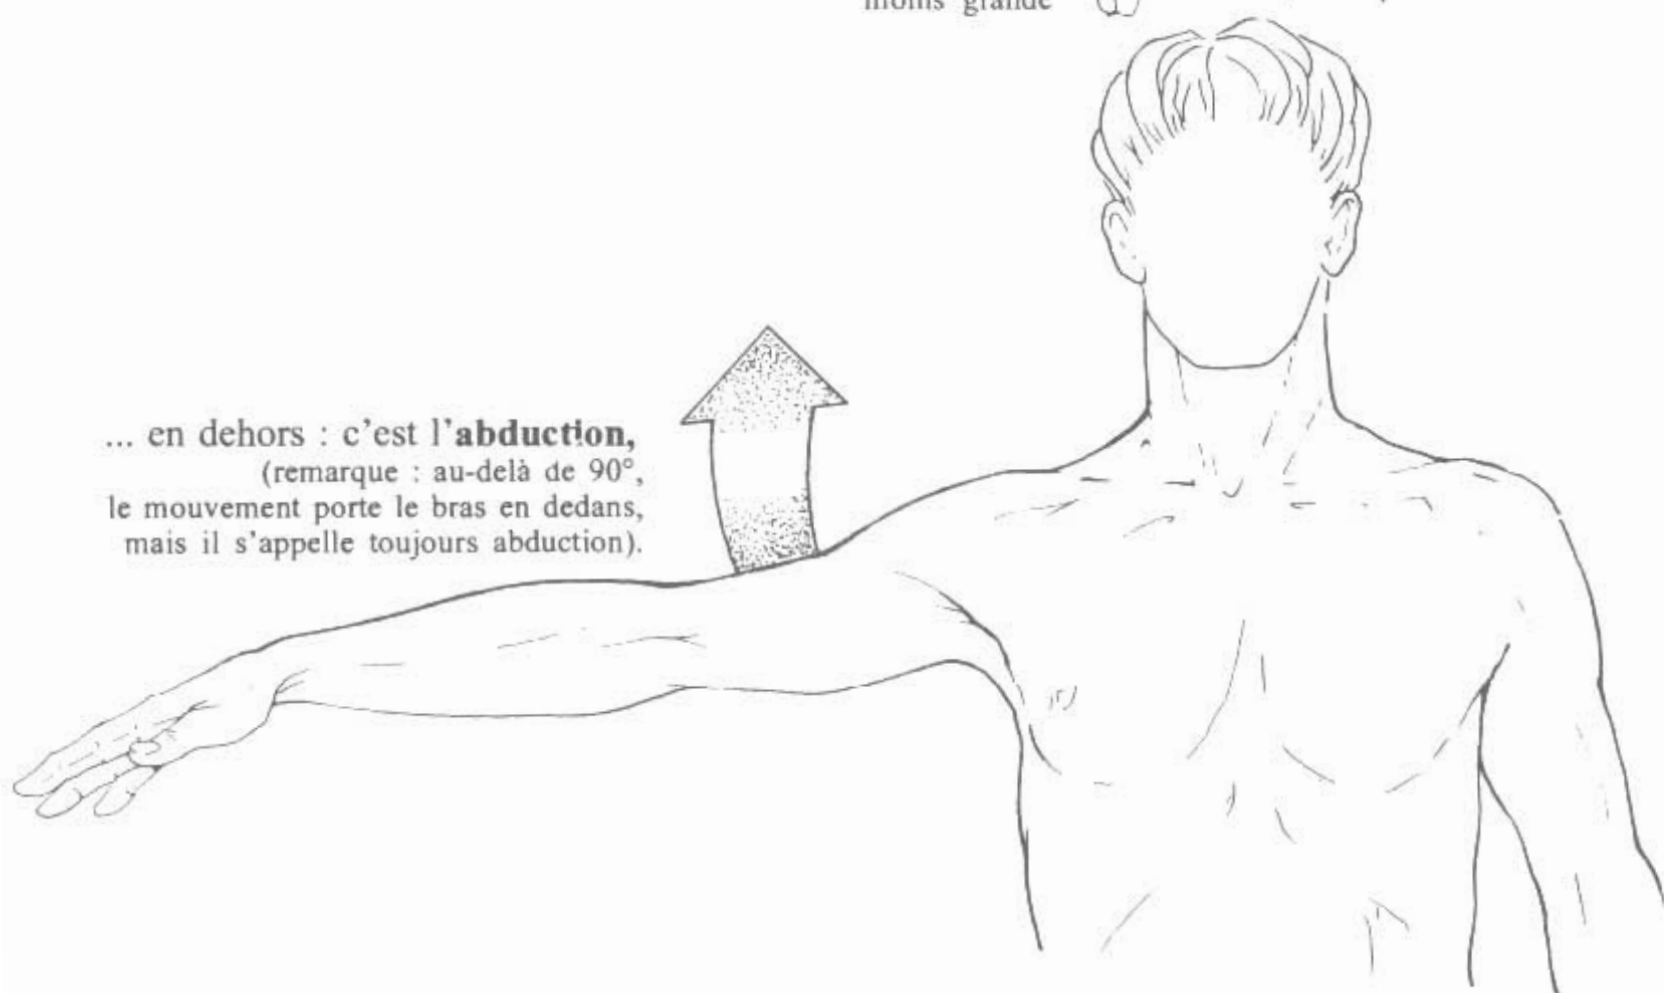 moins grande
... en dehors : c'est l'abduction,
(remarque : au-delà de 90°,
le mouvement porte le bras en dedans,
mais il s'appelle toujours abduction).